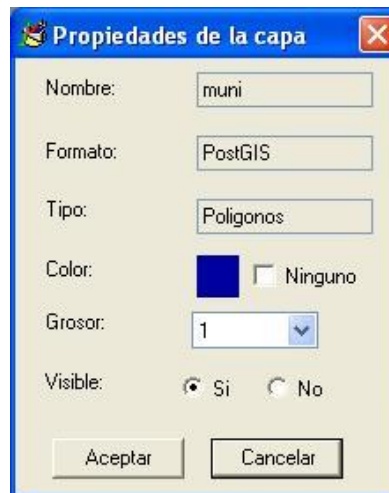 Propiedades de la capa
Nombre: muni
Formato: PostGIS
Tipo: Poligonos
Color: Ninguno
Grosor: 1
Visible: Si No
Aceptar Cancelar